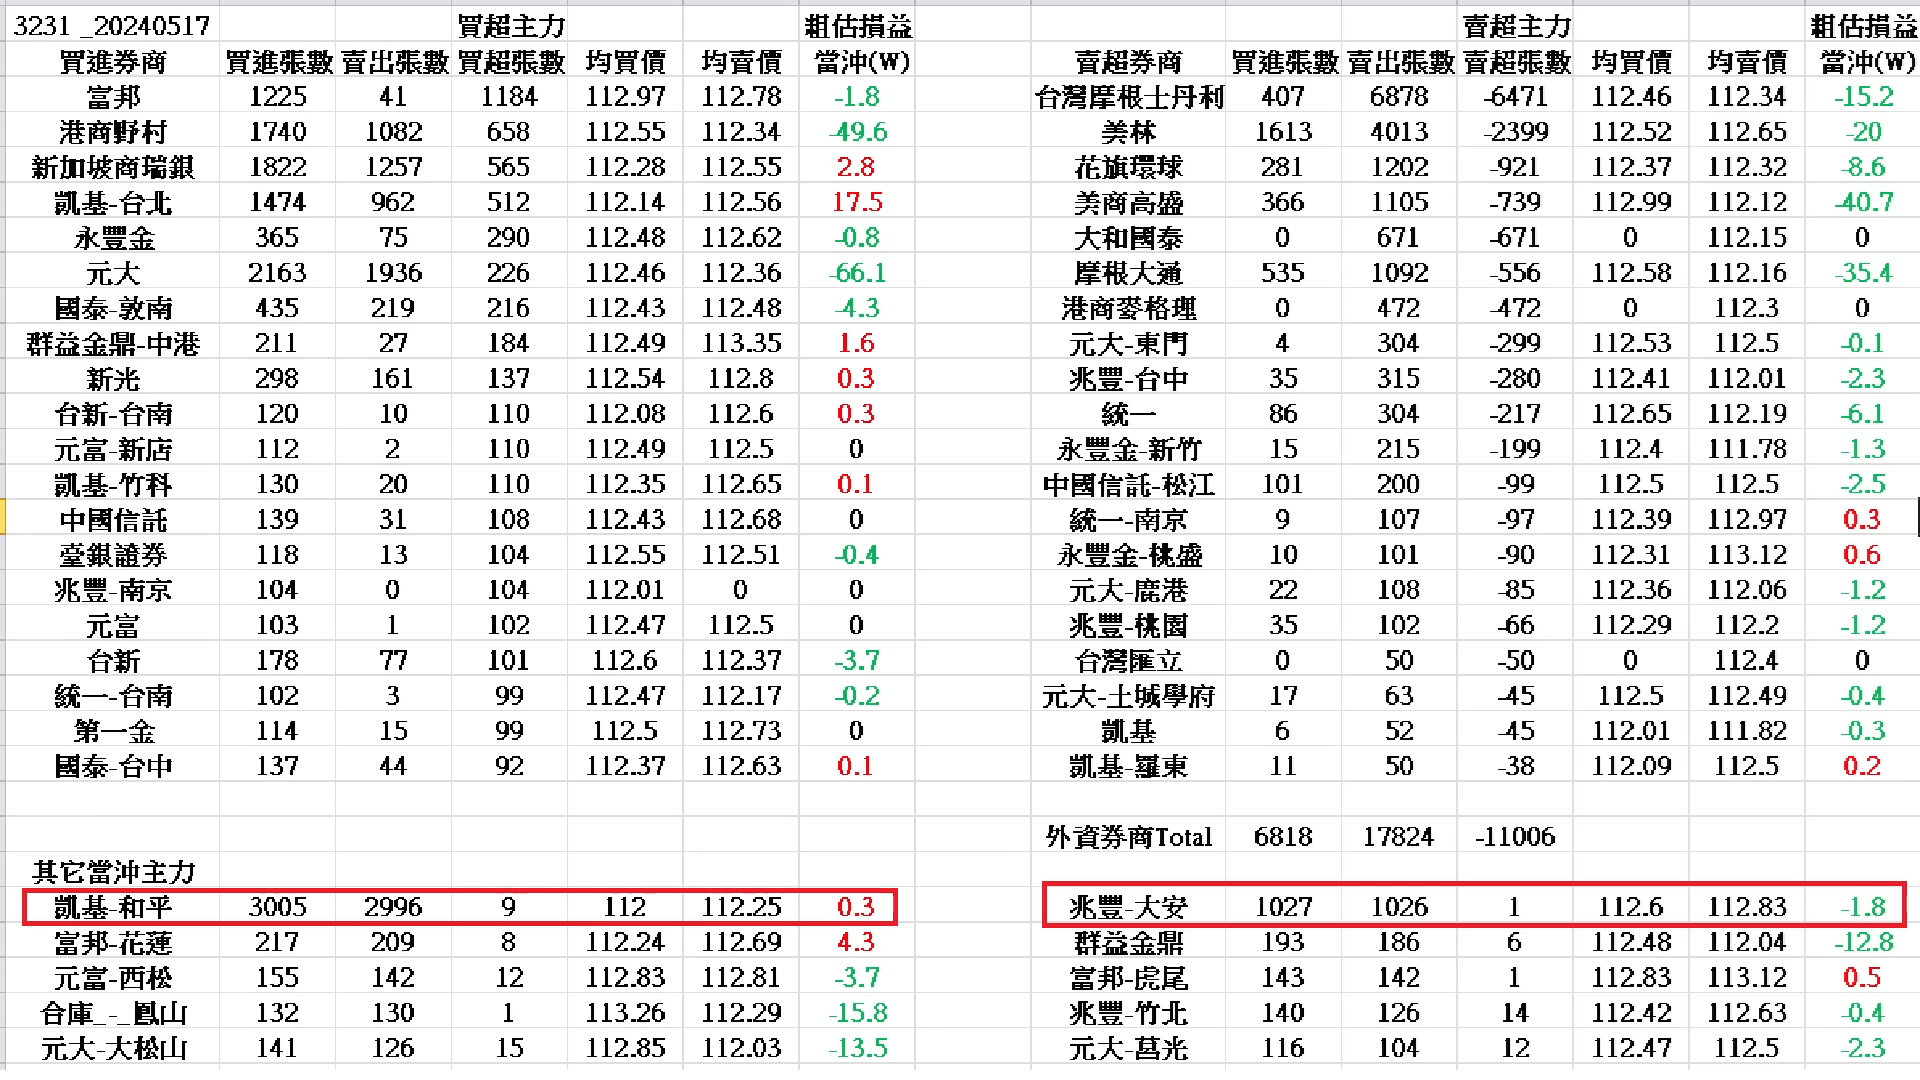 3231 _20240517 買超主力 粗估損益 賣超主力 粗估損益
買進券商 買進張數 賣出張數 買超張數 均買價 均賣價 當沖(W) 賣超券商 買進張數 賣出張數 賣超張數 均買價 均賣價 當沖(W)
富邦 1225 41 1184 112.97 112.78 -1.8 台灣摩根士丹利 407 6878 -6471 112.46 112.34 -15.2
港商野村 1740 1082 658 112.55 112.34 -49.6 美林 1613 4013 -2399 112.52 112.65 -20
新加坡商瑞銀 1822 1257 565 112.28 112.55 2.8 花旗環球 281 1202 -921 112.37 112.32 -8.6
凱基-台北 1474 962 512 112.14 112.56 17.5 美商高盛 366 1105 -739 112.99 112.12 -40.7
永豐金 365 75 290 112.48 112.62 -0.8 大和國泰 0 671 -671 0 112.15 0
元大 2163 1936 226 112.46 112.36 -66.1 摩根大通 535 1092 -556 112.58 112.16 -35.4
國泰-敦南 435 219 216 112.43 112.48 -4.3 港商麥格理 0 472 -472 0 112.3 0
群益金鼎-中港 211 27 184 112.49 113.35 1.6 元大-東門 4 304 -299 112.53 112.5 -0.1
新光 298 161 137 112.54 112.8 0.3 兆豐-台中 35 315 -280 112.41 112.01 -2.3
台新-台南 120 10 110 112.08 112.6 0.3 統一 86 304 -217 112.65 112.19 -6.1
元富-新店 112 2 110 112.49 112.5 0 永豐金-新竹 15 215 -199 112.4 111.78 -1.3
凱基-竹科 130 20 110 112.35 112.65 0.1 中國信託-松江 101 200 -99 112.5 112.5 -2.5
中國信託 139 31 108 112.43 112.68 0 統一-南京 9 107 -97 112.39 112.97 0.3
臺銀證券 118 13 104 112.55 112.51 -0.4 永豐金-桃盛 10 101 -90 112.31 113.12 0.6
兆豐-南京 104 0 104 112.01 0 0 元大-鹿港 22 108 -85 112.36 112.06 -1.2
元富 103 1 102 112.47 112.5 0 兆豐-桃園 35 102 -66 112.29 112.2 -1.2
台新 178 77 101 112.6 112.37 -3.7 台灣匯立 0 50 -50 0 112.4 0
統一-台南 102 3 99 112.47 112.17 -0.2 元大-土城學府 17 63 -45 112.5 112.49 -0.4
第一金 114 15 99 112.5 112.73 0 凱基 6 52 -45 112.01 111.82 -0.3
國泰-台中 137 44 92 112.37 112.63 0.1 凱基-羅東 11 50 -38 112.09 112.5 0.2
外資券商Total 6818 17824 -11006
其它當沖主力
凱基-和平 3005 2996 9 112 112.25 0.3 兆豐-大安 1027 1026 1 112.6 112.83 -1.8
富邦-花蓮 217 209 8 112.24 112.69 4.3 群益金鼎 193 186 6 112.48 112.04 -12.8
元富-西松 155 142 12 112.83 112.81 -3.7 富邦-虎尾 143 142 1 112.83 113.12 0.5
合庫_-_鳳山 132 130 1 113.26 112.29 -15.8 兆豐-竹北 140 126 14 112.42 112.63 -0.4
元大-大松山 141 126 15 112.85 112.03 -13.5 元大-莒光 116 104 12 112.47 112.5 -2.3